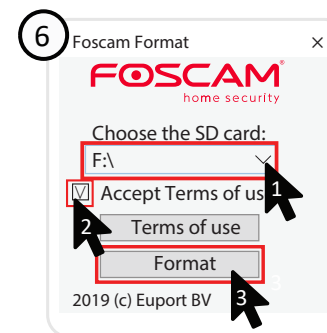 6
Foscam Format ×
FOSCAM®
home security
Choose the SD card:
F:\
1
Accept Terms of us
2
Terms of use
Format
3
3
2019 (c) Euport BV